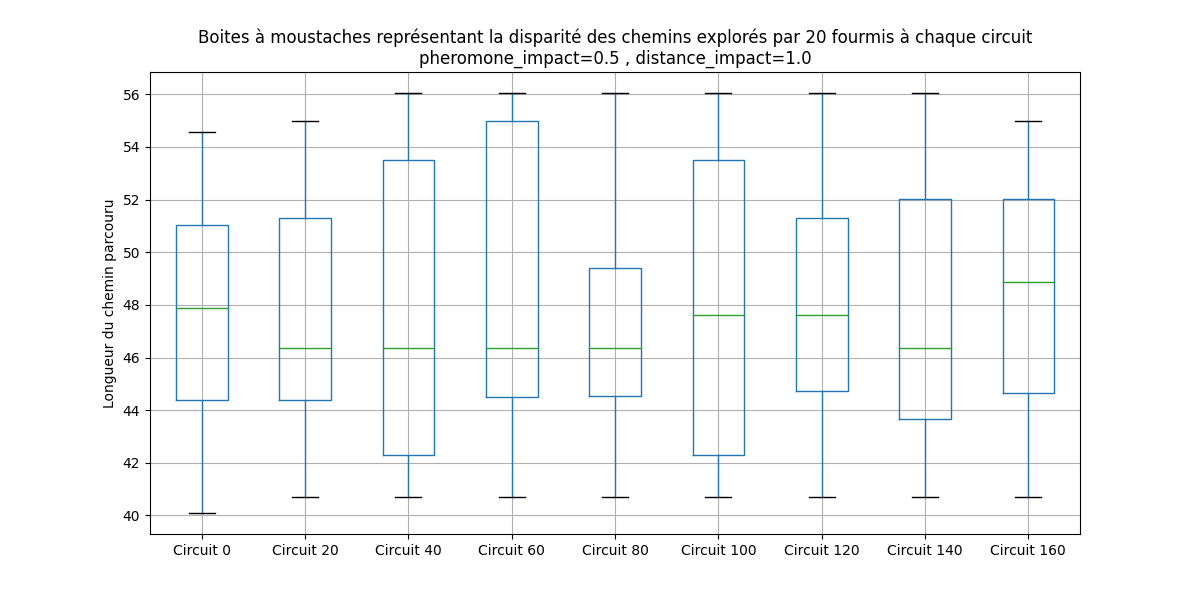 Boites à moustaches représentant la disparité des chemins explorés par 20 fourmis à chaque circuit
pheromone_impact=0.5 , distance_impact=1.0
Longueur du chemin parcouru
56
54
52
50
48
46
44
42
40
Circuit 0
Circuit 20
Circuit 40
Circuit 60
Circuit 80
Circuit 100
Circuit 120
Circuit 140
Circuit 160